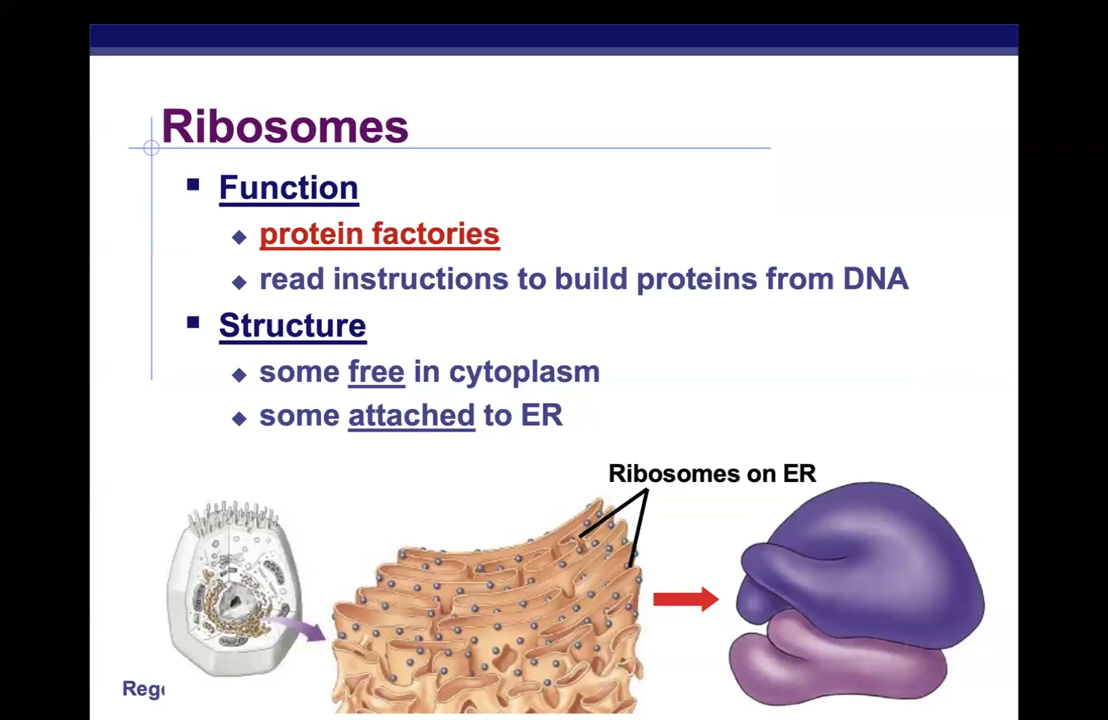 Ribosomes
Function
protein factories
read instructions to build proteins from DNA
Structure
some free in cytoplasm
some attached to ER
Ribosomes on ER